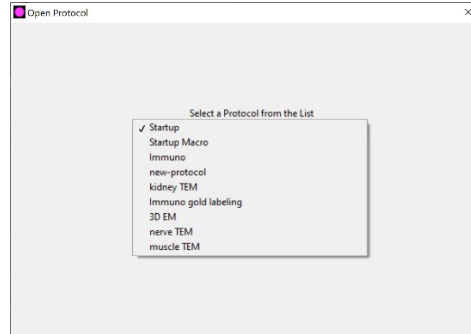 Open Protocol
Select a Protocol from the List
✓ Startup
Startup Macro
Immuno
new-protocol
kidney TEM
Immuno gold labeling
3D EM
nerve TEM
muscle TEM